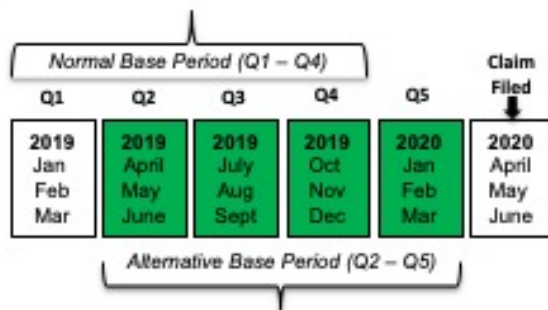 Normal Base Period (Q1 – Q4)
Claim
Filed
Q1 Q2 Q3 Q4 Q5
2019 2019 2019 2019 2020 2020
Jan April July Oct Jan April
Feb May Aug Nov Feb May
Mar June Sept Dec Mar June
Alternative Base Period (Q2 – Q5)